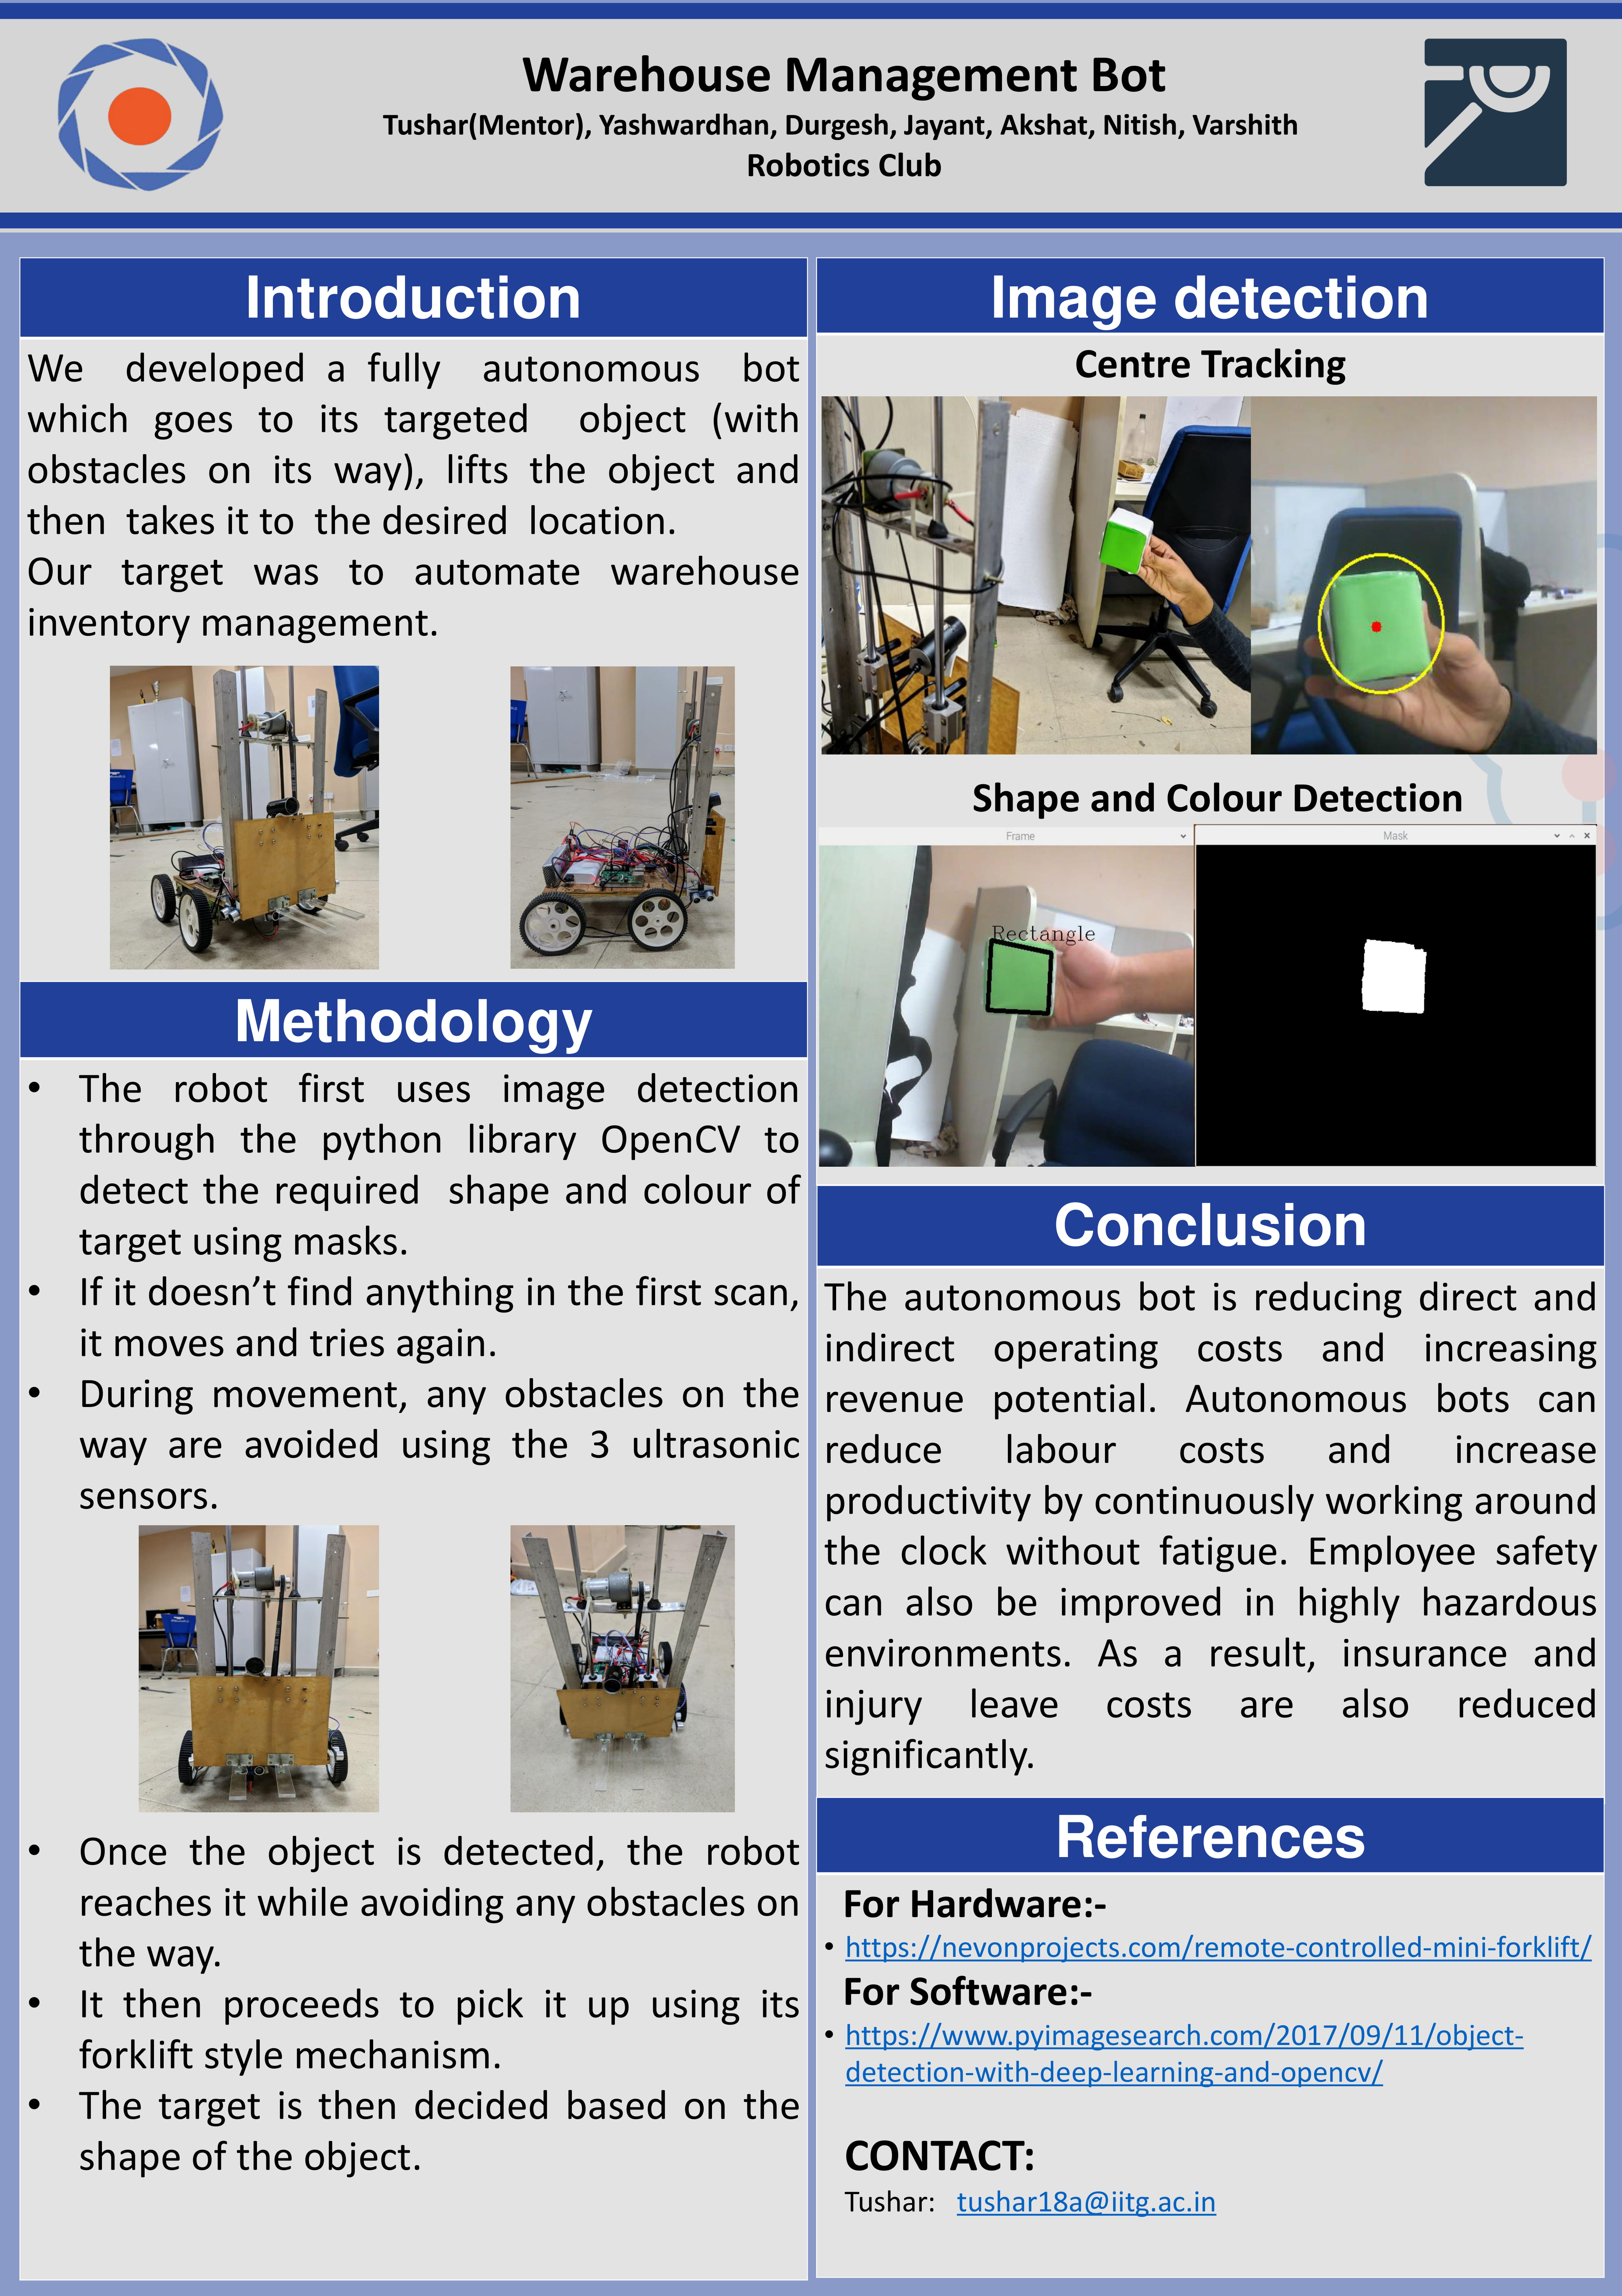 Warehouse Management Bot
Tushar(Mentor), Yashwardhan, Durgesh, Jayant, Akshat, Nitish, Varshith
Robotics Club
Introduction
We developed a fully autonomous bot
which goes to its targeted object (with
obstacles on its way), lifts the object and
then takes it to the desired location.
Our target was to automate warehouse
inventory management.
Methodology
• The robot first uses image detection
through the python library OpenCV to
detect the required shape and colour of
target using masks.
• If it doesn’t find anything in the first scan,
it moves and tries again.
• During movement, any obstacles on the
way are avoided using the 3 ultrasonic
sensors.
• Once the object is detected, the robot
reaches it while avoiding any obstacles on
the way.
• It then proceeds to pick it up using its
forklift style mechanism.
• The target is then decided based on the
shape of the object.
Image detection
Centre Tracking
Shape and Colour Detection
Frame
Mask
Rectangle
Conclusion
The autonomous bot is reducing direct and
indirect operating costs and increasing
revenue potential. Autonomous bots can
reduce labour costs and increase
productivity by continuously working around
the clock without fatigue. Employee safety
can also be improved in highly hazardous
environments. As a result, insurance and
injury leave costs are also reduced
significantly.
References
For Hardware:-
• https://nevonprojects.com/remote-controlled-mini-forklift/
For Software:-
• https://www.pyimagesearch.com/2017/09/11/object-
detection-with-deep-learning-and-opencv/
CONTACT:
Tushar: tushar18a@iitg.ac.in